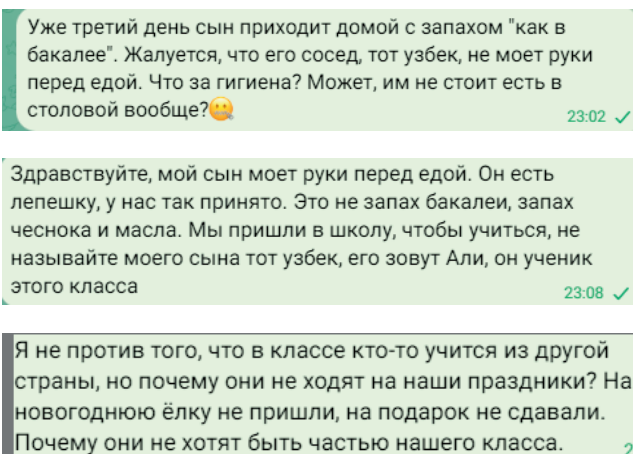 Уже третий день сын приходит домой с запахом "как в
бакалее". Жалуется, что его сосед, тот узбек, не моет руки
перед едой. Что за гигиена? Может, им не стоит есть в
столовой вообще?🤐
23:02
Здравствуйте, мой сын моет руки перед едой. Он есть
лепешку, у нас так принято. Это не запах бакалеи, запах
чеснока и масла. Мы пришли в школу, чтобы учиться, не
называйте моего сына тот узбек, его зовут Али, он ученик
этого класса
23:08
Я не против того, что в классе кто-то учится из другой
страны, но почему они не ходят на наши праздники? На
новогоднюю ёлку не пришли, на подарок не сдавали.
Почему они не хотят быть частью нашего класса.